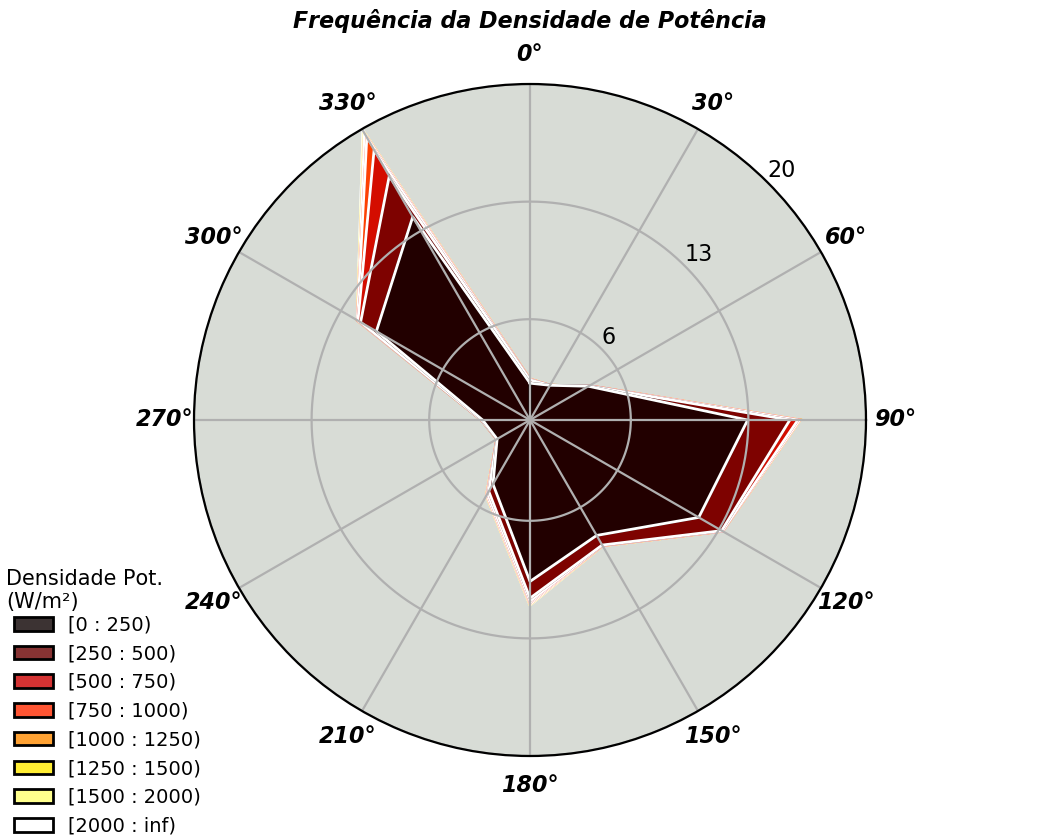 Frequência da Densidade de Potência
0°
330°
30°
20
300°
60°
13
6
270°
90°
240°
120°
210°
150°
180°
Densidade Pot.
(W/m²)
[0 : 250)
[250 : 500)
[500 : 750)
[750 : 1000)
[1000 : 1250)
[1250 : 1500)
[1500 : 2000)
[2000 : inf)